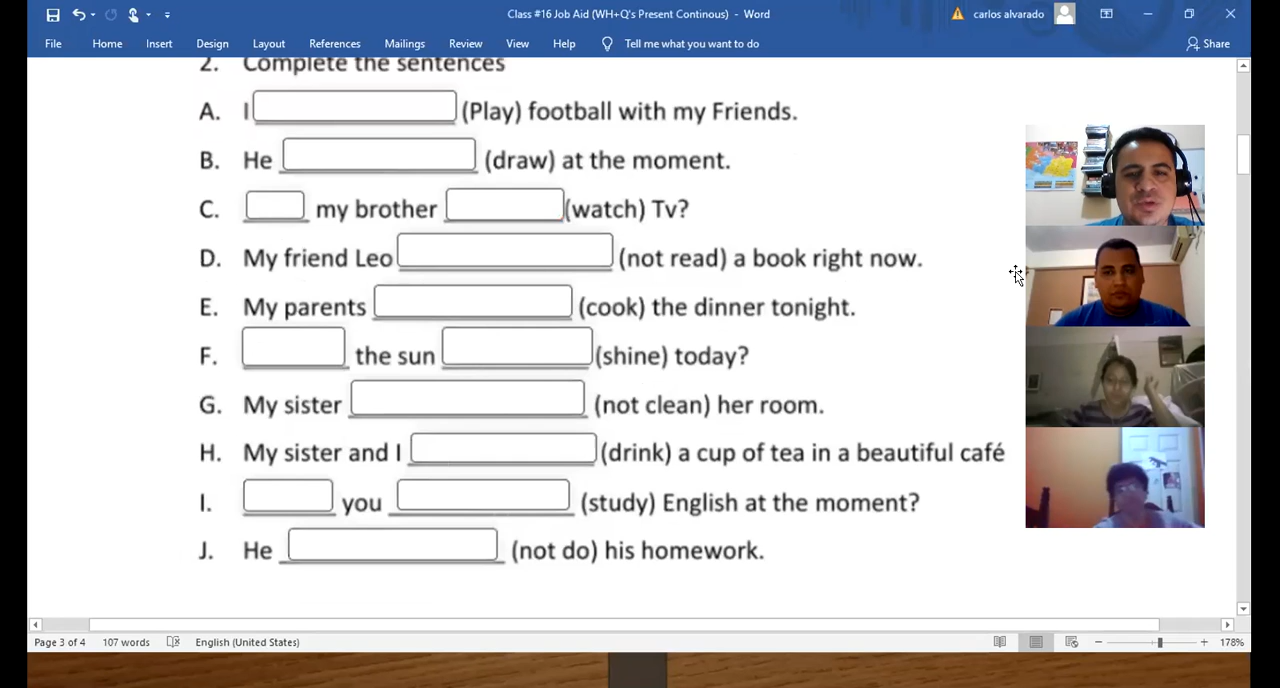 Class #16 Job Aid (WH+Q's Present Continous) - Word
carlos alvarado
File Home Insert Design Layout References Mailings Review View Help Tell me what you want to do Share
2. Complete the sentences
A. I (Play) football with my Friends.
B. He (draw) at the moment.
C. my brother (watch) Tv?
D. My friend Leo (not read) a book right now.
E. My parents (cook) the dinner tonight.
F. the sun (shine) today?
G. My sister (not clean) her room.
H. My sister and I (drink) a cup of tea in a beautiful café
I. you (study) English at the moment?
J. He (not do) his homework.
Page 3 of 4 107 words English (United States) 178%